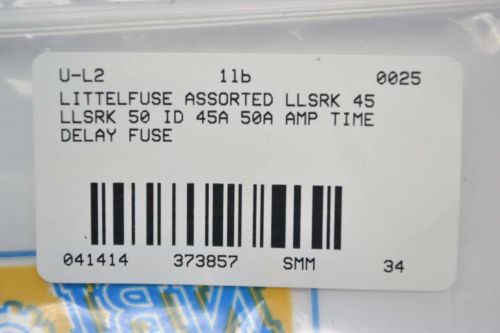 U-L2 1lb 0025
LITTELFUSE ASSORTED LLSRK 45
LLSRK 50 ID 45A 50A AMP TIME
DELAY FUSE
041414 373857 SMM 34